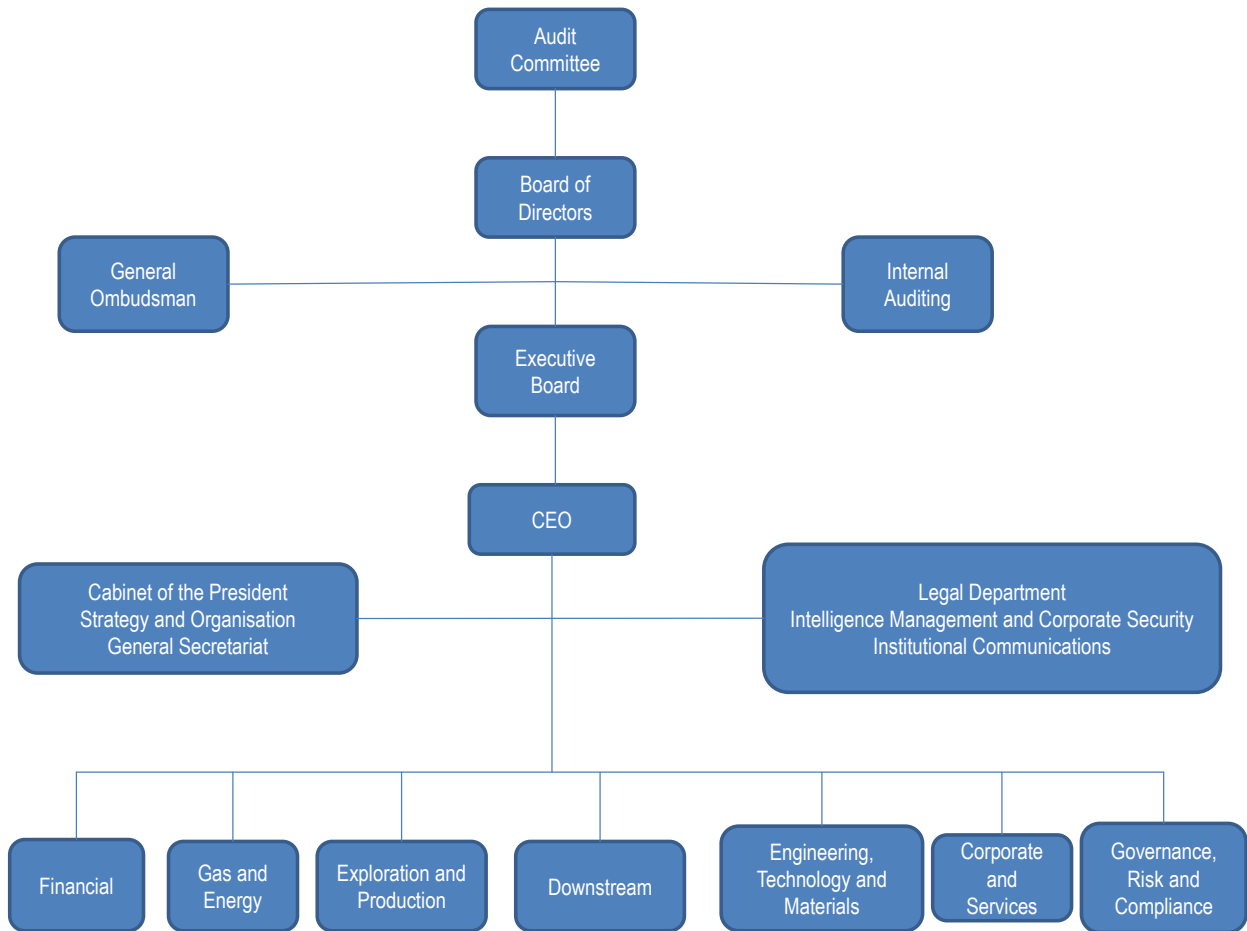 Audit
Committee
Board of
Directors
General
Ombudsman
Internal
Auditing
Executive
Board
CEO
Cabinet of the President
Strategy and Organisation
General Secretariat
Legal Department
Intelligence Management and Corporate Security
Institutional Communications
Financial
Gas and
Energy
Exploration and
Production
Downstream
Engineering,
Technology and
Materials
Corporate
and
Services
Governance,
Risk and
Compliance